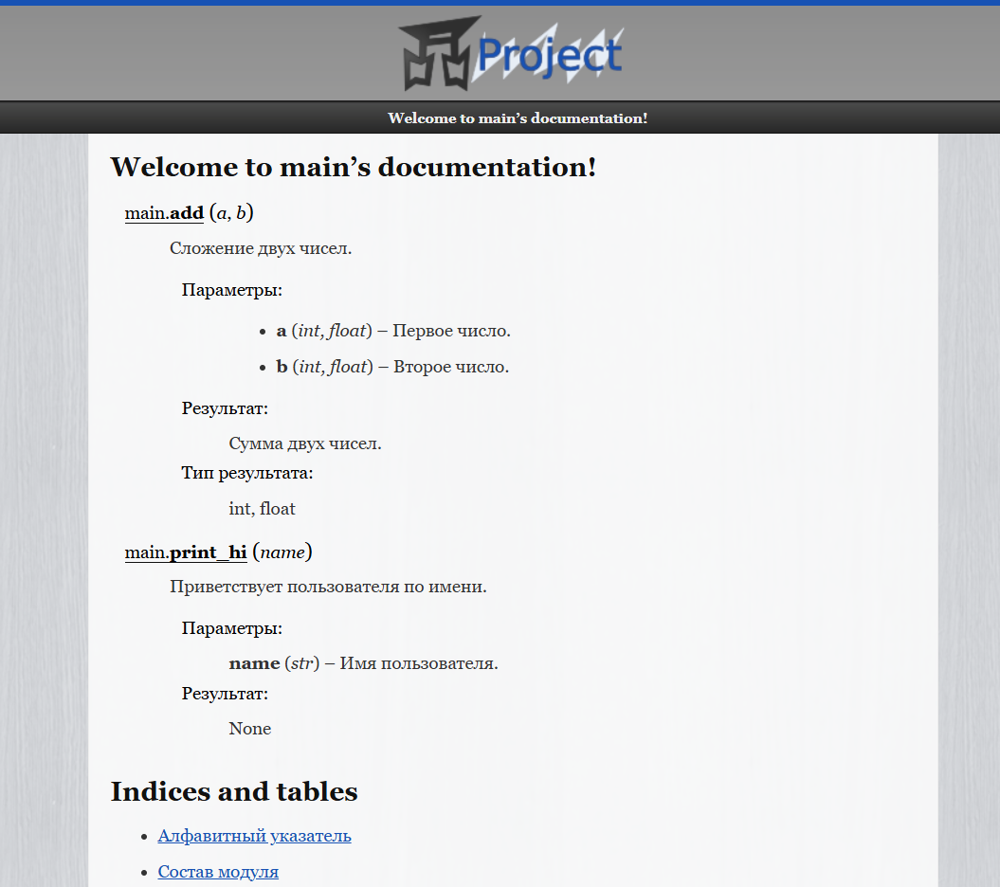 Project
Welcome to main’s documentation!
Welcome to main’s documentation!
main.add (a, b)
Сложение двух чисел.
Параметры:
• a (int, float) – Первое число.
• b (int, float) – Второе число.
Результат:
Сумма двух чисел.
Тип результата:
int, float
main.print_hi (name)
Приветствует пользователя по имени.
Параметры:
name (str) – Имя пользователя.
Результат:
None
Indices and tables
• Алфавитный указатель
• Состав модуля